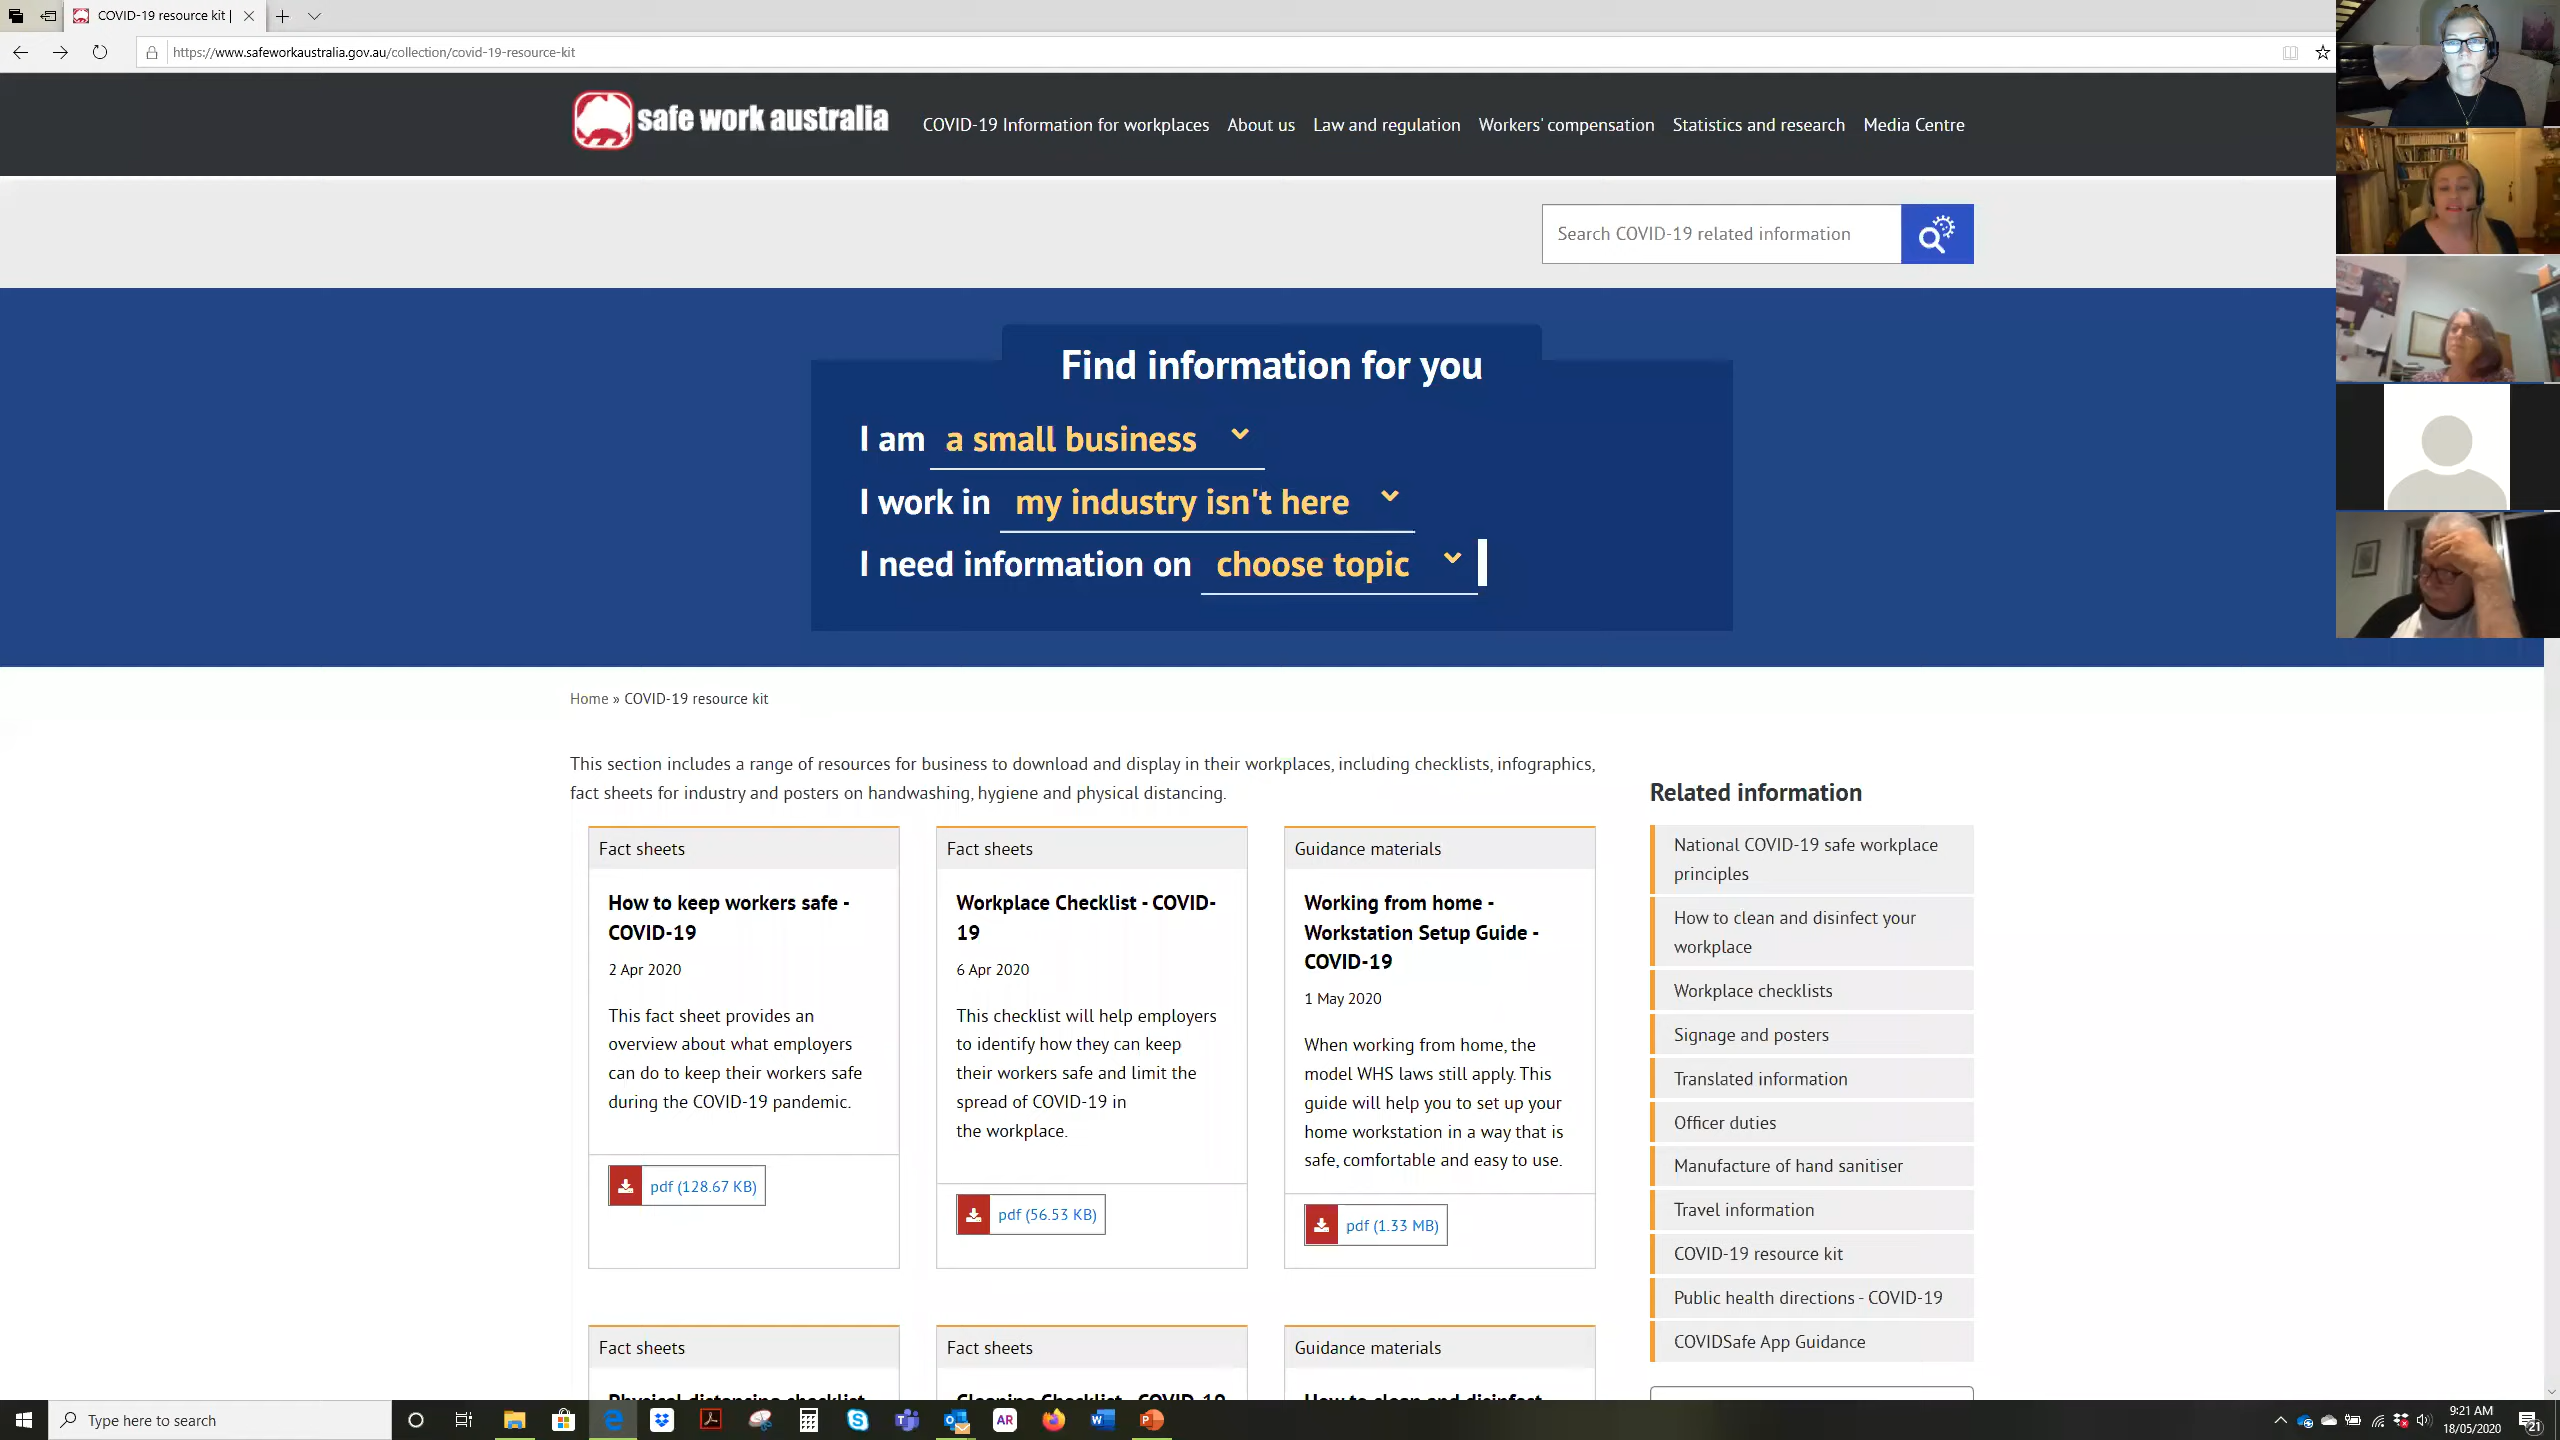 COVID-19 resource kit |
https://www.safeworkaustralia.gov.au/collection/covid-19-resource-kit
safe work australia
COVID-19 Information for workplaces About us Law and regulation Workers' compensation Statistics and research Media Centre
Search COVID-19 related information
Find information for you
I am a small business
I work in my industry isn't here
I need information on choose topic
Home » COVID-19 resource kit
This section includes a range of resources for business to download and display in their workplaces, including checklists, infographics,
fact sheets for industry and posters on handwashing, hygiene and physical distancing.
Fact sheets
How to keep workers safe -
COVID-19
2 Apr 2020
This fact sheet provides an
overview about what employers
can do to keep their workers safe
during the COVID-19 pandemic.
pdf (128.67 KB)
Fact sheets
Workplace Checklist - COVID-
19
6 Apr 2020
This checklist will help employers
to identify how they can keep
their workers safe and limit the
spread of COVID-19 in
the workplace.
pdf (56.53 KB)
Guidance materials
Working from home -
Workstation Setup Guide -
COVID-19
1 May 2020
When working from home, the
model WHS laws still apply. This
guide will help you to set up your
home workstation in a way that is
safe, comfortable and easy to use.
pdf (1.33 MB)
Related information
National COVID-19 safe workplace
principles
How to clean and disinfect your
workplace
Workplace checklists
Signage and posters
Translated information
Officer duties
Manufacture of hand sanitiser
Travel information
COVID-19 resource kit
Public health directions - COVID-19
COVIDSafe App Guidance
Fact sheets
Physical distancing checklist
Fact sheets
Cleaning Checklist - COVID-19
Guidance materials
How to clean and disinfect
Type here to search
AR
9:21 AM
18/05/2020
21